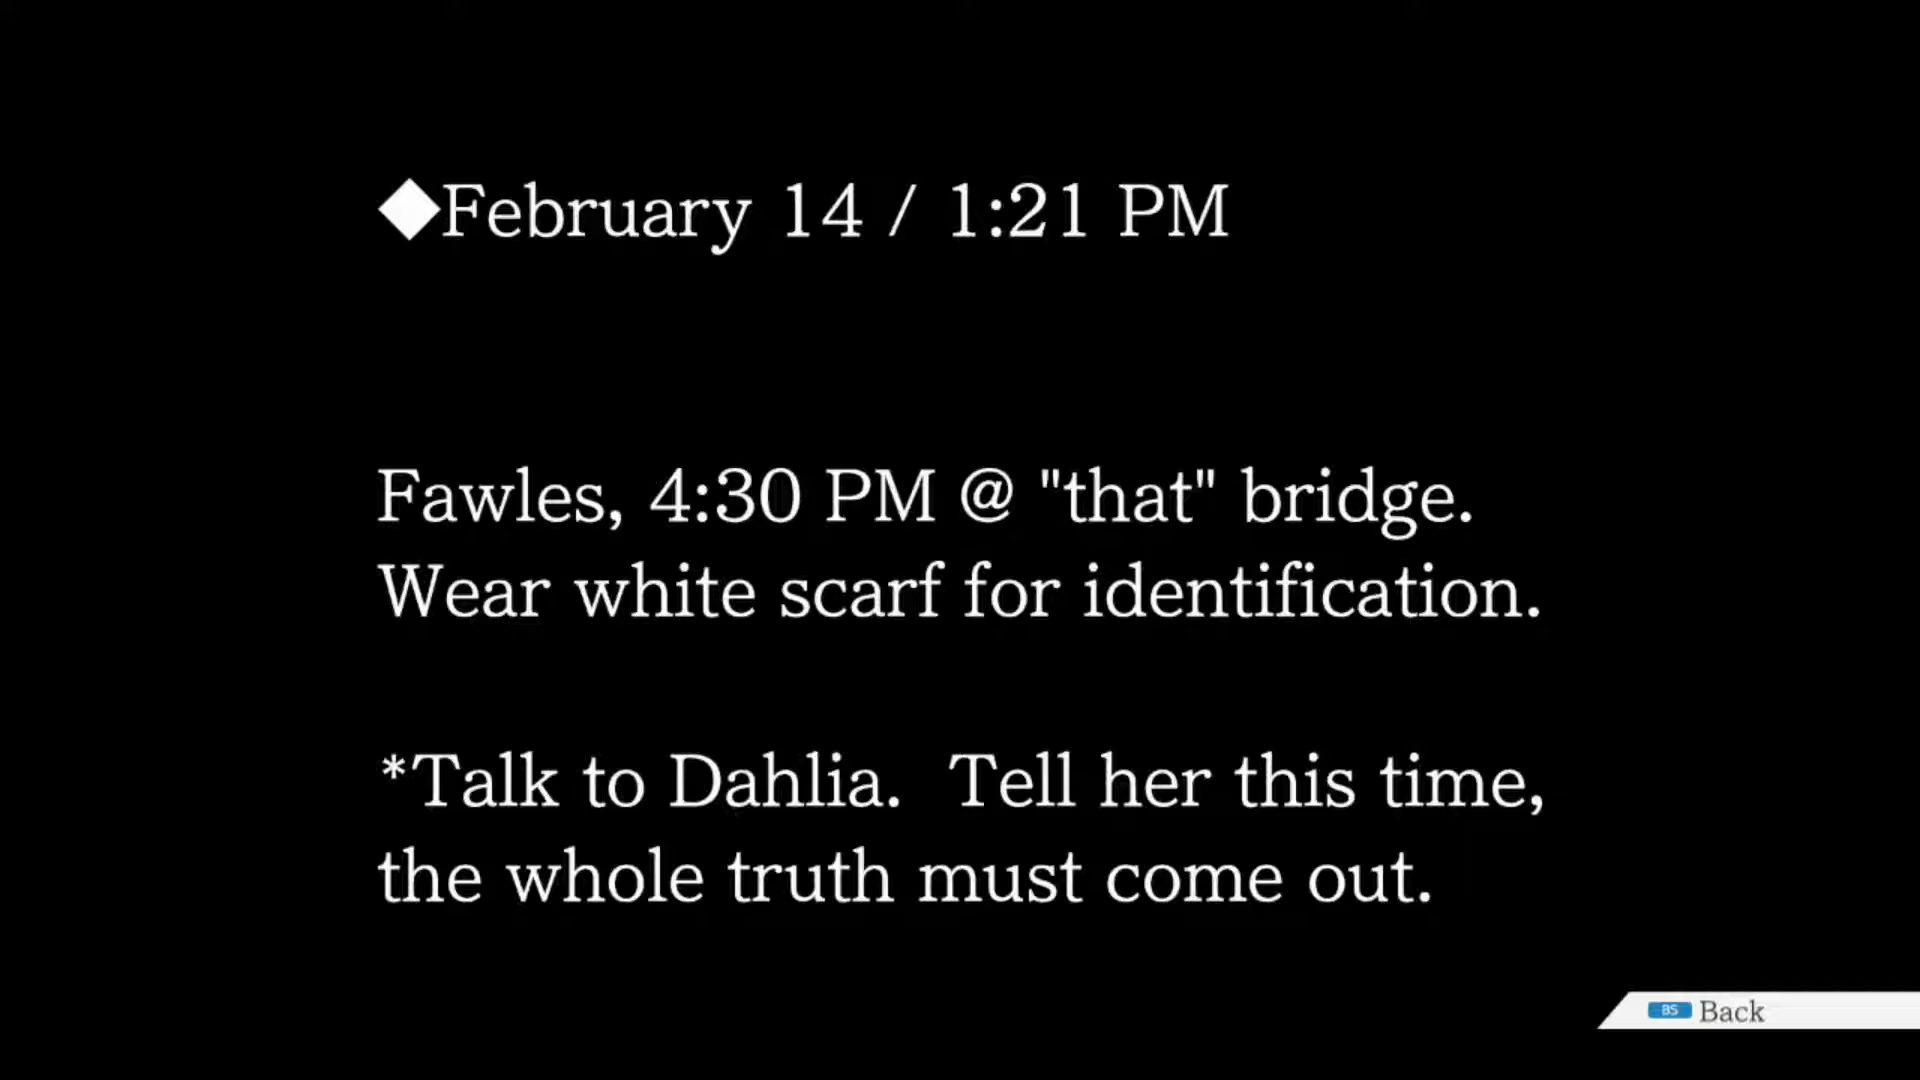 ◆February 14 / 1:21 PM
Fawles, 4:30 PM @ "that" bridge.
Wear white scarf for identification.
*Talk to Dahlia.  Tell her this time,
the whole truth must come out.
BS Back